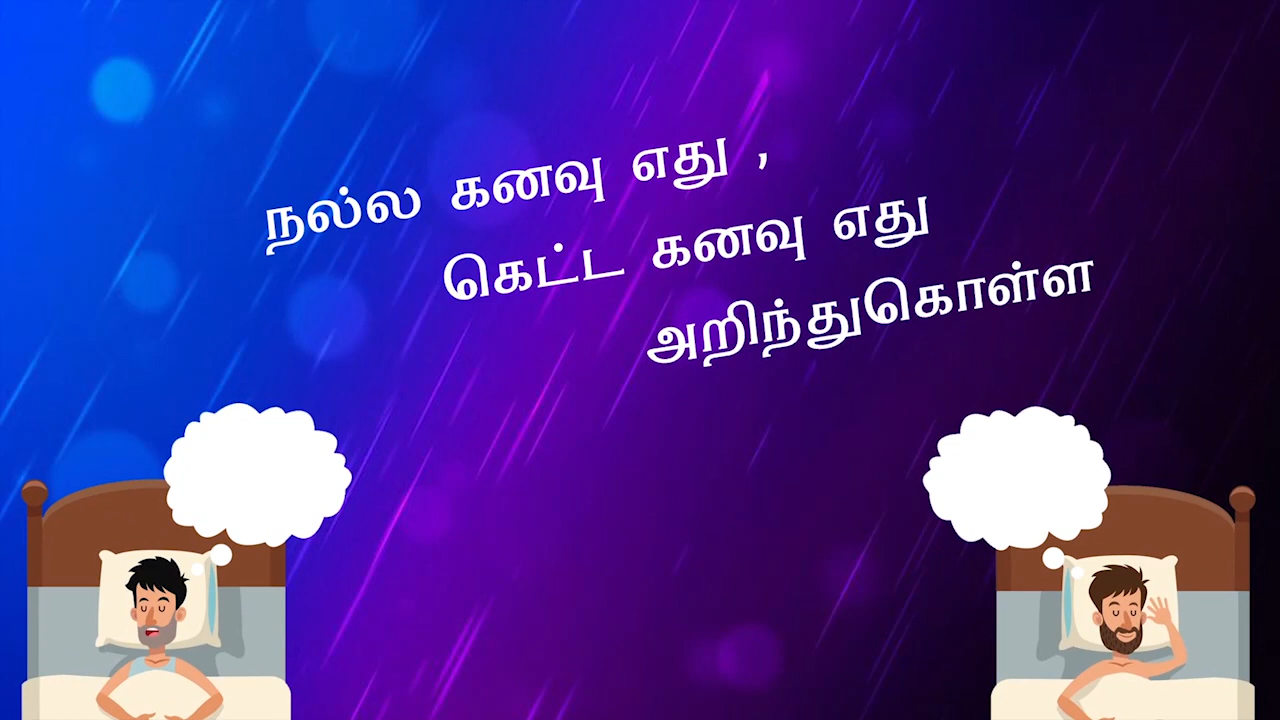 நல்ல கனவு எது ,
கெட்ட கனவு எது
அறிந்துகொள்ள